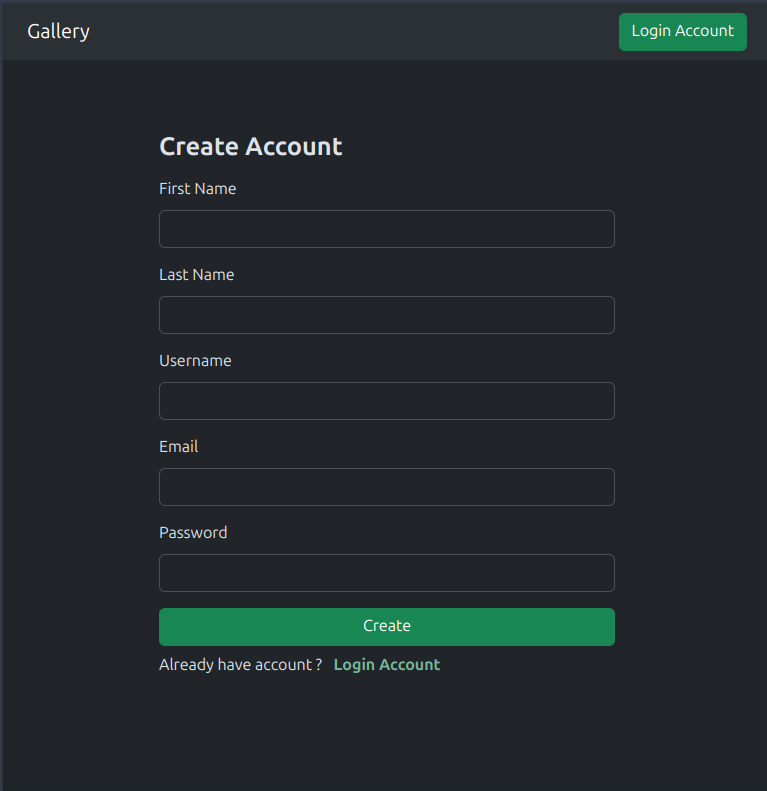 Gallery
Login Account
Create Account
First Name
Last Name
Username
Email
Password
Create
Already have account ? Login Account